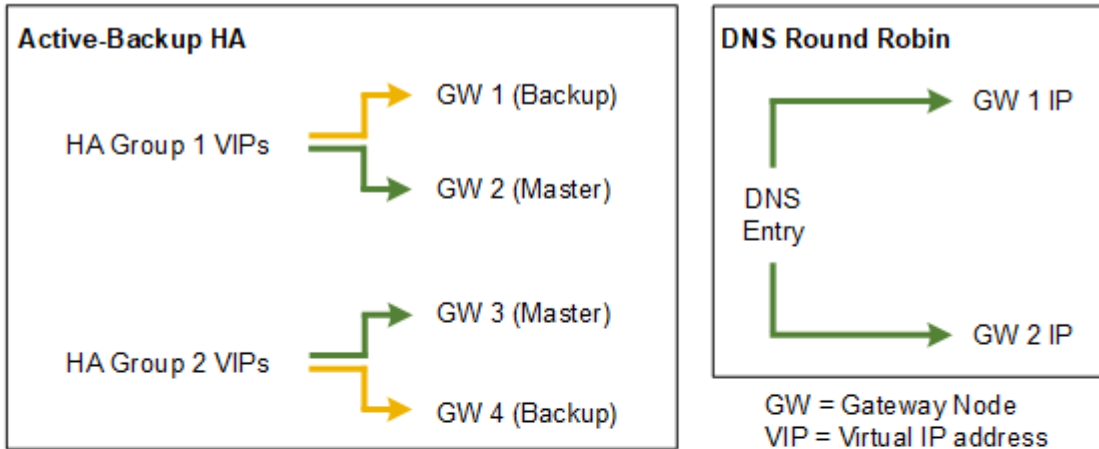 Active-Backup HA
GW 1 (Backup)
HA Group 1 VIPs
GW 2 (Master)
GW 3 (Master)
HA Group 2 VIPs
GW 4 (Backup)
DNS Round Robin
GW 1 IP
DNS
Entry
GW 2 IP
GW = Gateway Node
VIP = Virtual IP address